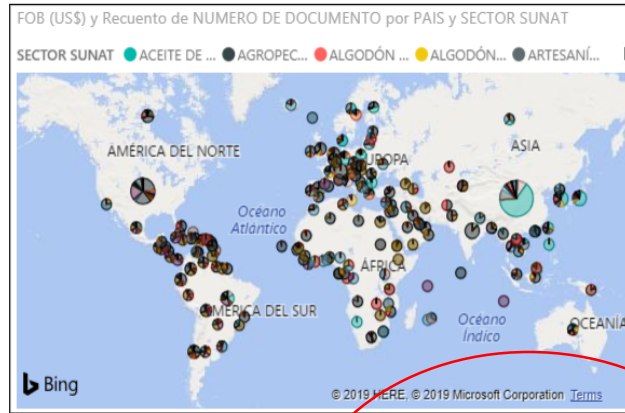 FOB (US$) y Recuento de NUMERO DE DOCUMENTO por PAIS y SECTOR SUNAT
SECTOR SUNAT ACEITE DE ... AGROPEC... ALGODÓN ... ALGODÓN... ARTESANÍ...
AMÉRICA DEL NORTE
ASIA
EUROPA
Océano
Atlántico
ÁFRICA
AMÉRICA DEL SUR
Océano
Índico
OCEANÍA
Bing
© 2019 HERE, © 2019 Microsoft Corporation Terms